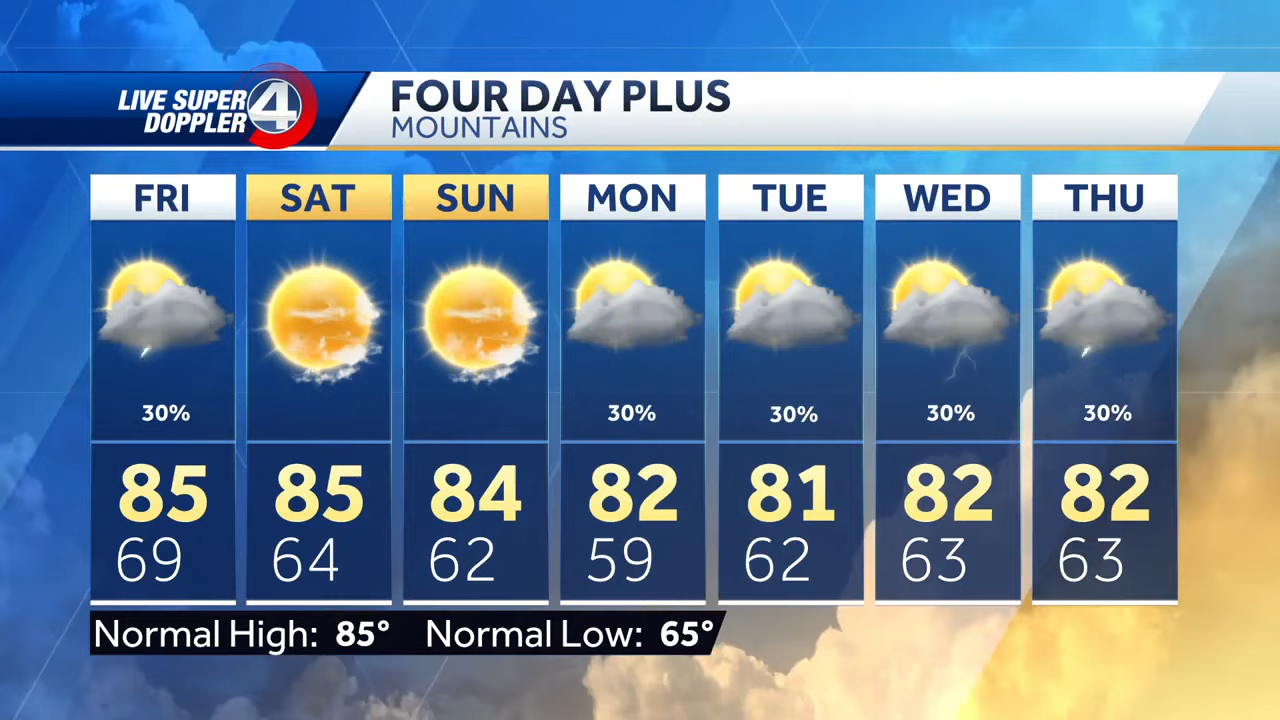 LIVE SUPER
DOPPLER
4
FOUR DAY PLUS
MOUNTAINS
FRI SAT SUN MON TUE WED THU
30% 30% 30% 30% 30%
85 85 84 82 81 82 82
69 64 62 59 62 63 63
Normal High: 85° Normal Low: 65°